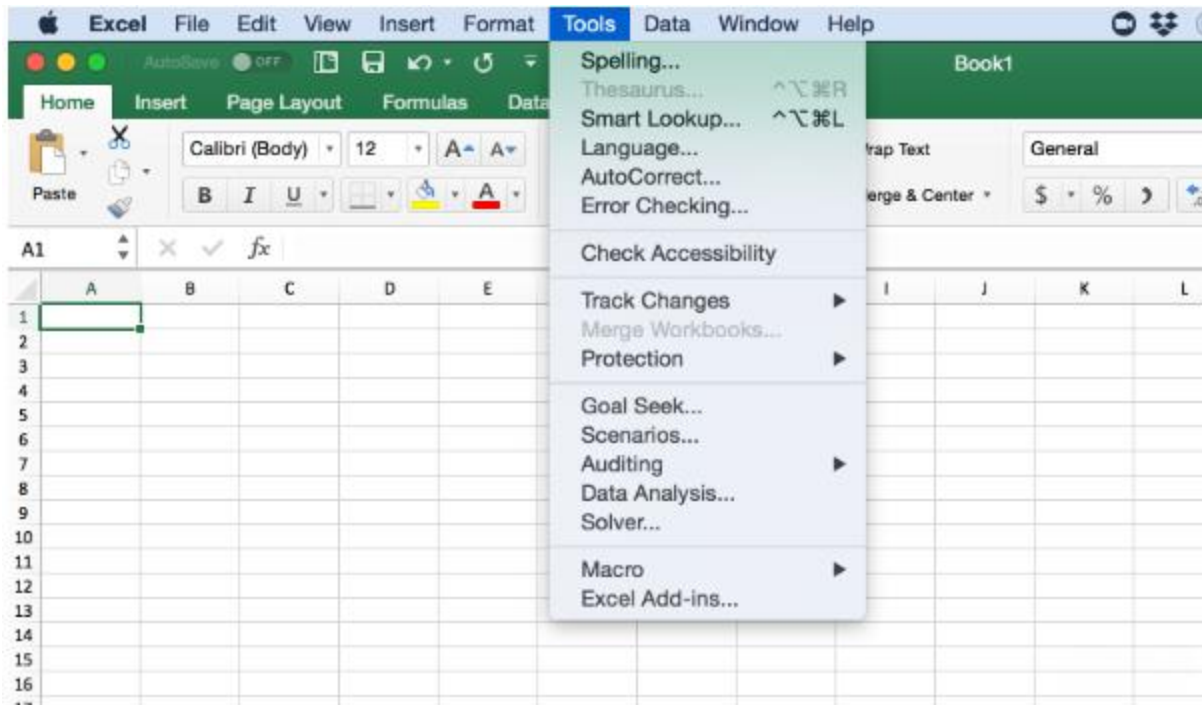 Excel File Edit View Insert Format Tools Data Window Help
AutoSave OFF Book1
Home Insert Page Layout Formulas Data
Paste Calibri (Body) 12 A A Wrap Text General
B I U A Merge & Center $ % )
A1 fx
A B C D E I J K L
1
2
3
4
5
6
7
8
9
10
11
12
13
14
15
16
17
Spelling...
Thesaurus... ^⌥⌘R
Smart Lookup... ^⌥⌘L
Language...
AutoCorrect...
Error Checking...
Check Accessibility
Track Changes
Merge Workbooks...
Protection
Goal Seek...
Scenarios...
Auditing
Data Analysis...
Solver...
Macro
Excel Add-ins...